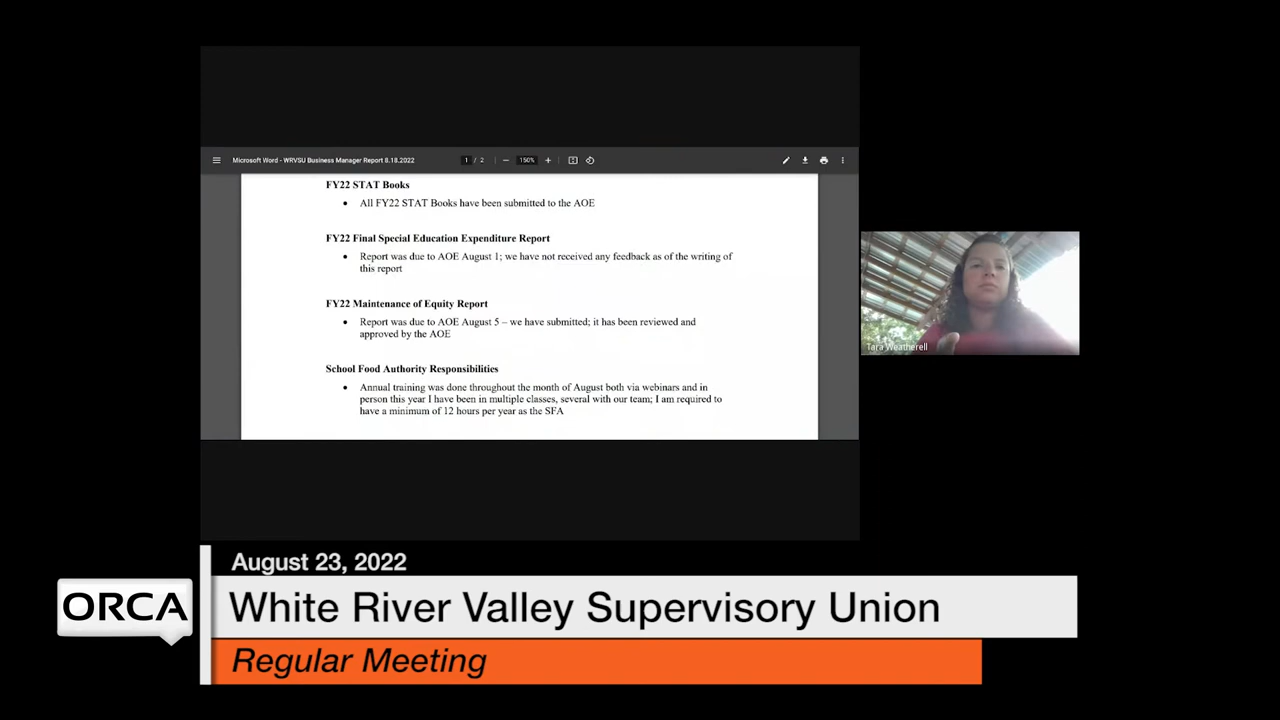 Microsoft Word - WRVSU Business Manager Report 8.18.2022
1 / 2
150%
FY22 STAT Books
• All FY22 STAT Books have been submitted to the AOE
FY22 Final Special Education Expenditure Report
• Report was due to AOE August 1; we have not received any feedback as of the writing of
this report
FY22 Maintenance of Equity Report
• Report was due to AOE August 5 – we have submitted; it has been reviewed and
approved by the AOE
School Food Authority Responsibilities
• Annual training was done throughout the month of August both via webinars and in
person this year I have been in multiple classes, several with our team; I am required to
have a minimum of 12 hours per year as the SFA
Tara Weatherell
August 23, 2022
ORCA
White River Valley Supervisory Union
Regular Meeting